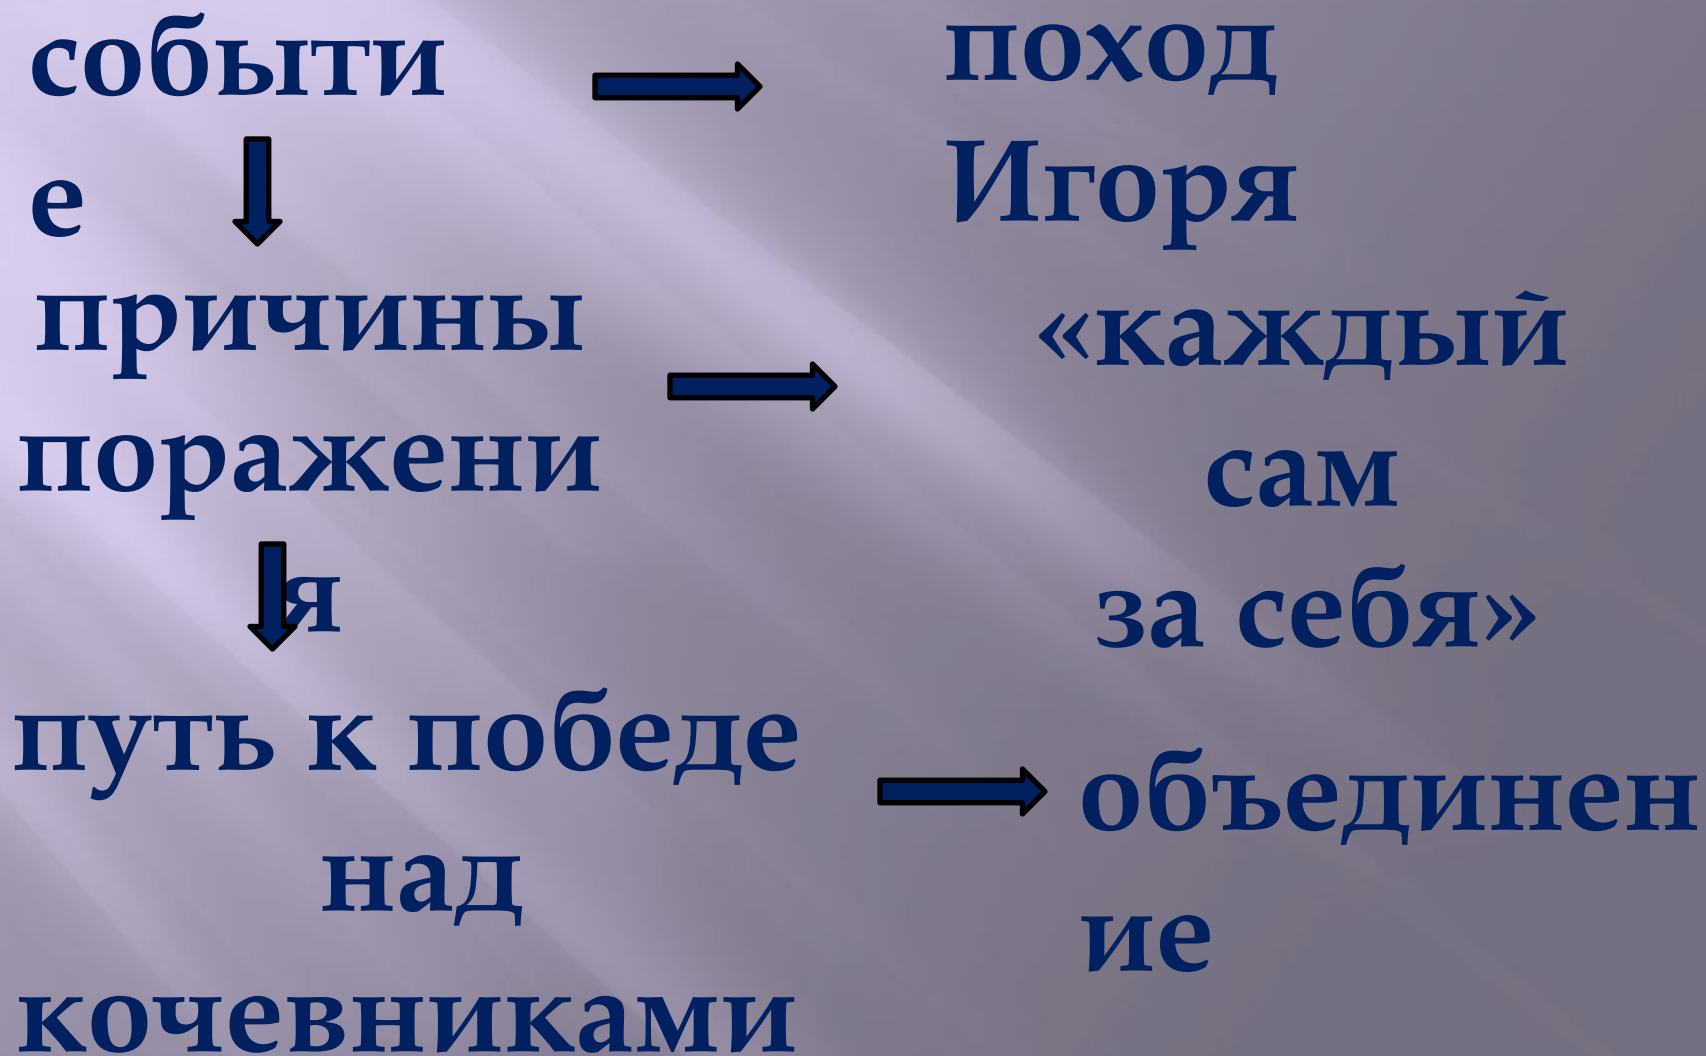 событи
е
поход
Игоря
причины
поражени
я
«каждый
сам
за себя»
путь к победе
над
кочевниками
объединен
ие